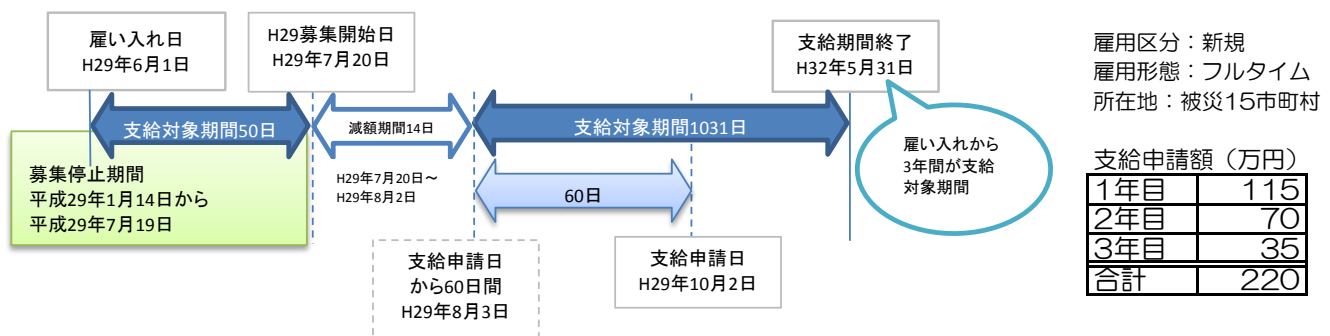 雇い入れ日
H29年6月1日
H29募集開始日
H29年7月20日
支給期間終了
H32年5月31日
支給対象期間50日
減額期間14日
支給対象期間1031日
募集停止期間
平成29年1月14日から
平成29年7月19日
H29年7月20日～
H29年8月2日
60日
雇い入れから
3年間が支給
対象期間
支給申請日
から60日間
H29年8月3日
支給申請日
H29年10月2日
雇用区分：新規
雇用形態：フルタイム
所在地：被災15市町村
支給申請額（万円）
1年目 115
2年目 70
3年目 35
合計 220